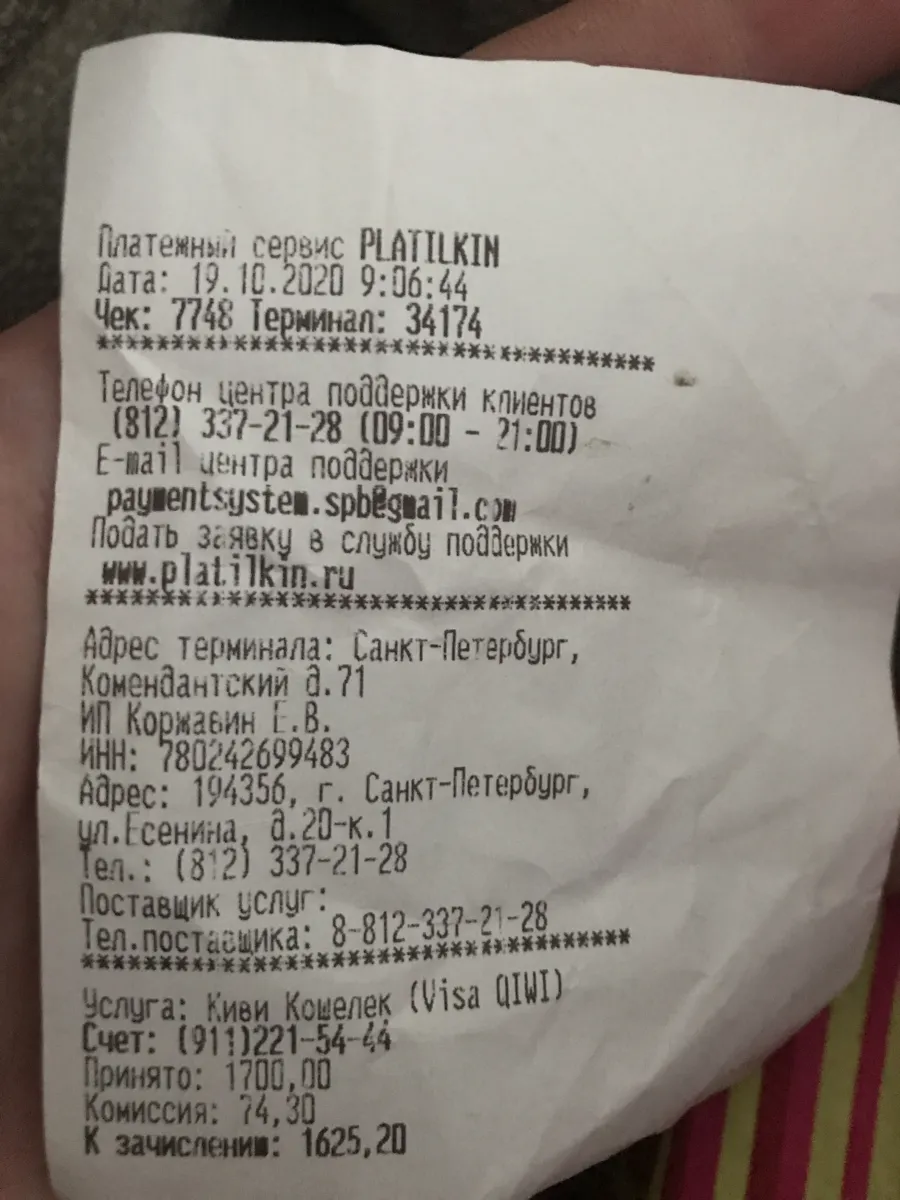 Платежный сервис PLATILKIN
Дата: 19.10.2020 9:06:44
Чек: 7748 Терминал: 34174
************************************
Телефон центра поддержки клиентов
(812) 337-21-28 (09:00 - 21:00)
E-mail центра поддержки
paymentsystem.spb@gmail.com
Подать заявку в службу поддержки
www.platilkin.ru
************************************
Адрес терминала: Санкт-Петербург,
Комендантский д.71
ИП Коржавин Е.В.
ИНН: 780242699483
Адрес: 194356, г. Санкт-Петербург,
ул.Есенина, д.20-к.1
Тел.: (812) 337-21-28
Поставщик услуг:
Тел.поставщика: 8-812-337-21-28
************************************
Услуга: Киви Кошелек (Visa QIWI)
Счет: (911)221-54-44
Принято: 1700,00
Комиссия: 74,30
К зачислению: 1625,20